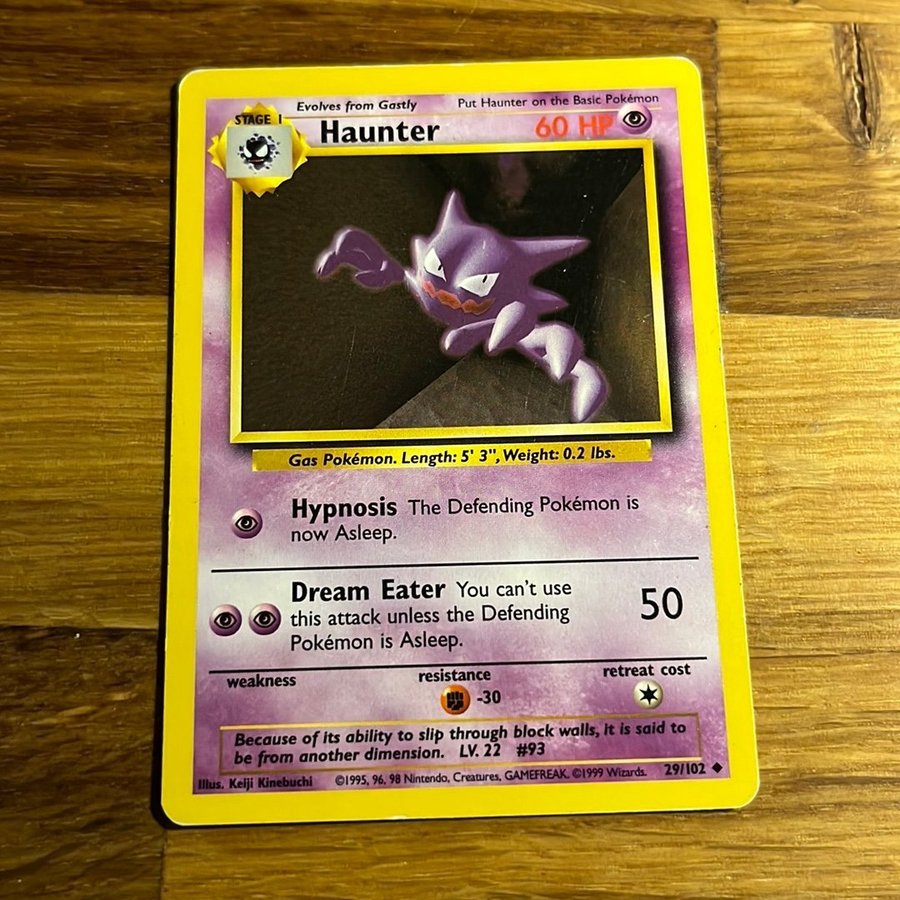 Evolves from Gastly Put Haunter on the Basic Pokémon
STAGE 1
Haunter 60 HP
Gas Pokémon. Length: 5' 3", Weight: 0.2 lbs.
Hypnosis The Defending Pokémon is
now Asleep.
Dream Eater You can't use
this attack unless the Defending
Pokémon is Asleep.
50
weakness resistance retreat cost
-30
Because of its ability to slip through block walls, it is said to
be from another dimension. LV. 22 #93
Illus. Keiji Kinebuchi ©1995, 96, 98 Nintendo, Creatures, GAMEFREAK. ©1999 Wizards. 29/102